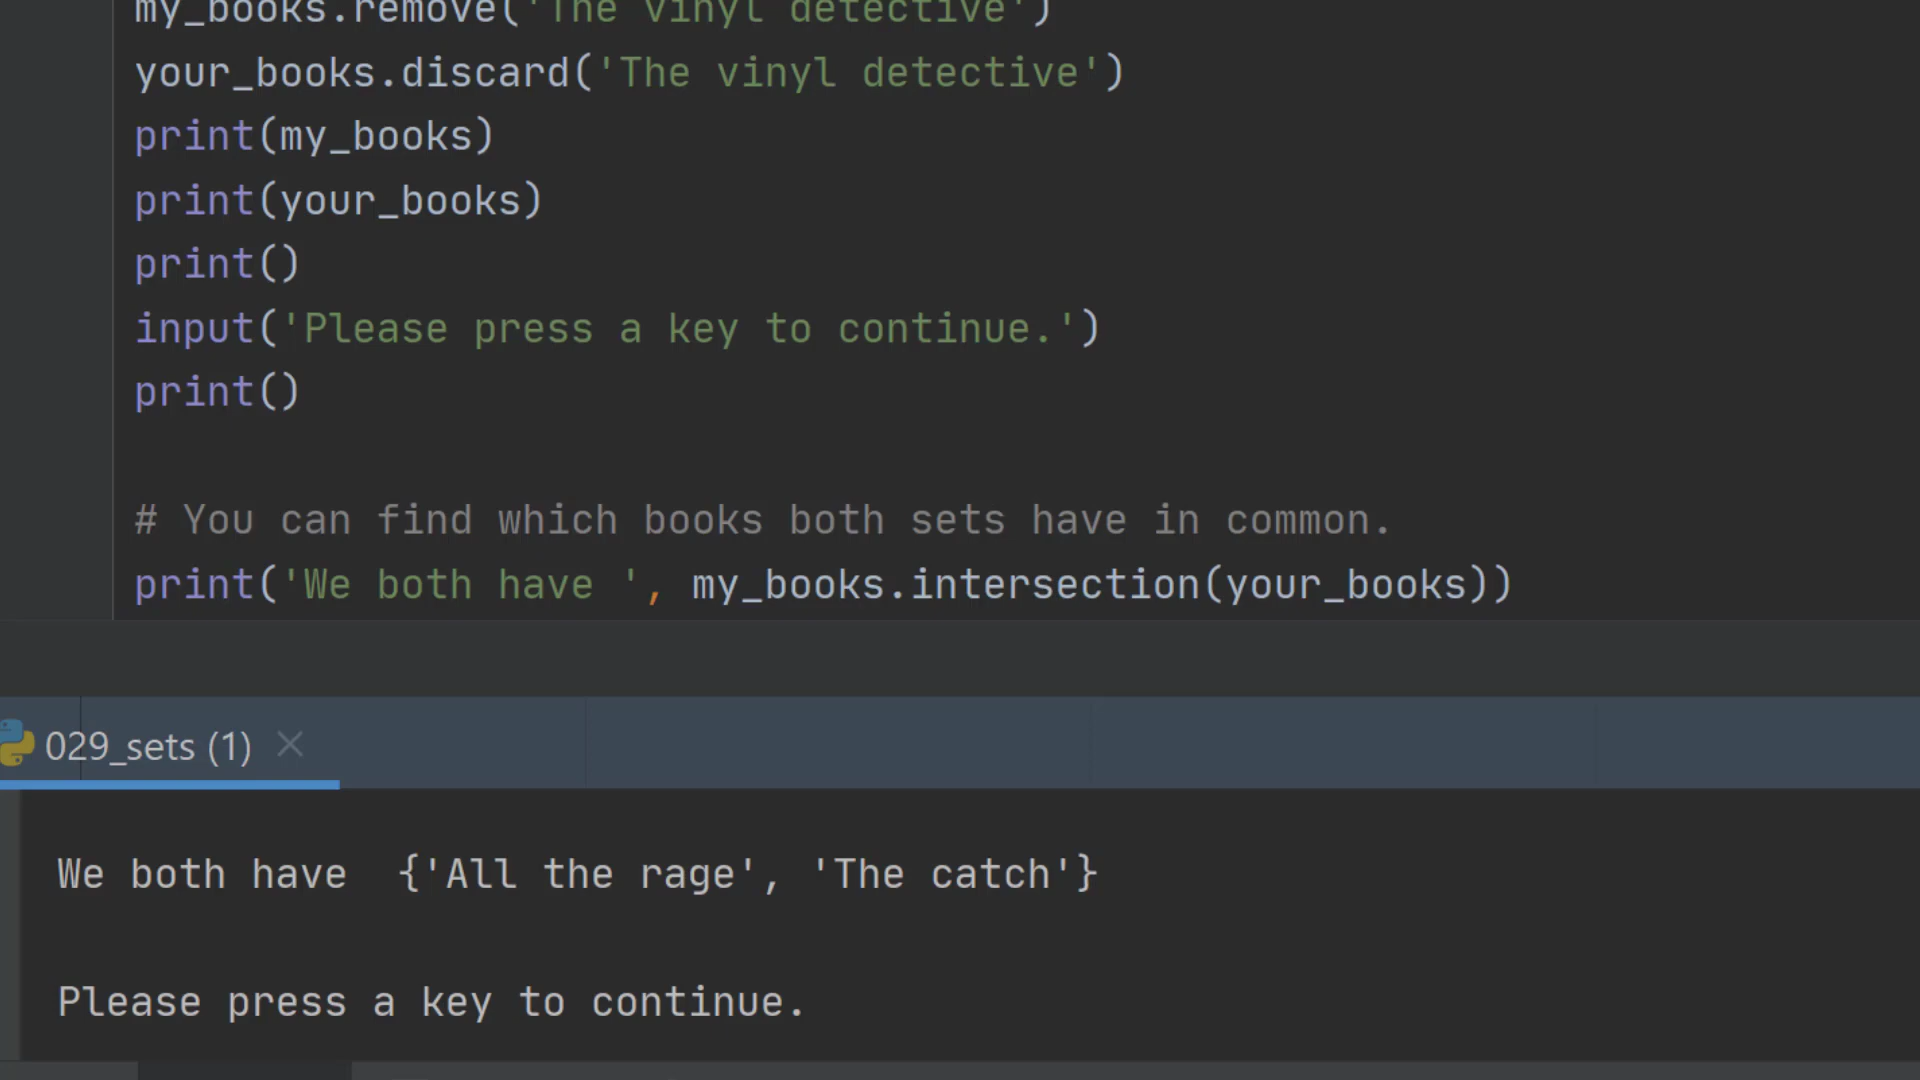 my_books.remove('The vinyl detective')
your_books.discard('The vinyl detective')
print(my_books)
print(your_books)
print()
input('Please press a key to continue.')
print()
# You can find which books both sets have in common.
print('We both have ', my_books.intersection(your_books))
029_sets (1)
We both have  {'All the rage', 'The catch'}
Please press a key to continue.